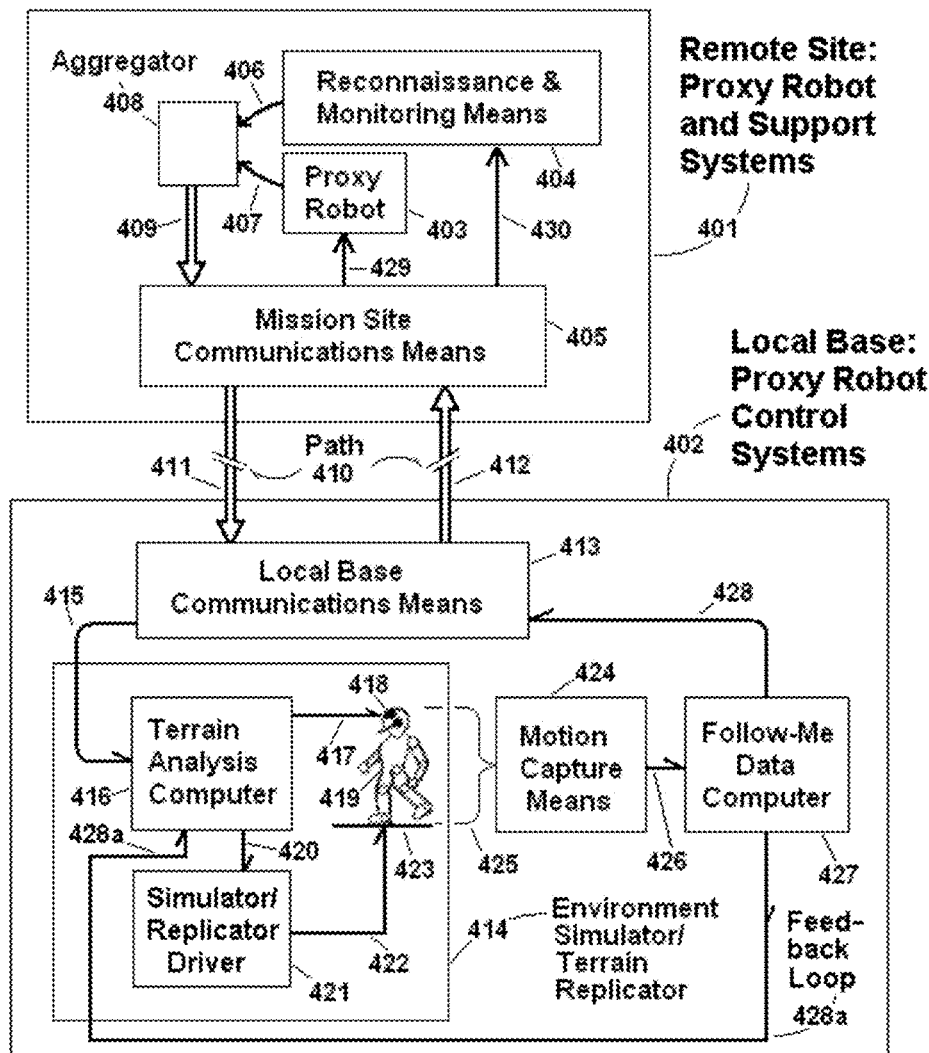 Remote Site:
Proxy Robot
and Support
Systems
401
Aggregator
408
406
Reconnaissance &
Monitoring Means
404
407
Proxy
Robot
403
409
429
430
Mission Site
Communications Means
405
Local Base:
Proxy Robot
Control
Systems
402
Path
410
411
412
Local Base
Communications Means
413
415
428
418
424
Terrain
Analysis
Computer
416
417
419
Motion
Capture
Means
Follow-Me
Data
Computer
428a
420
423
425
426
427
Simulator/
Replicator
Driver
421
422
414
Environment
Simulator/
Terrain
Replicator
Feed-
back
Loop
428a